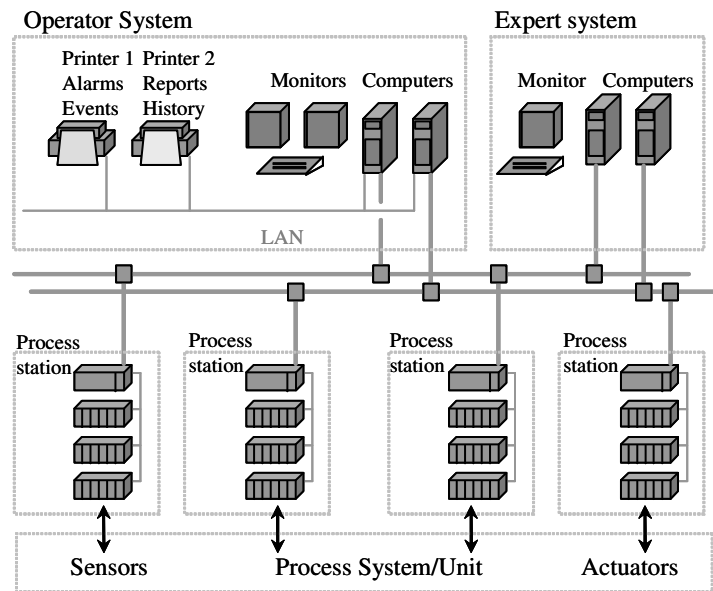 Operator System
Expert system
Printer 1 Printer 2
Alarms Reports
Events History
Monitors Computers
Monitor Computers
LAN
Process
station
Process
station
Process
station
Process
station
Sensors Process System/Unit Actuators